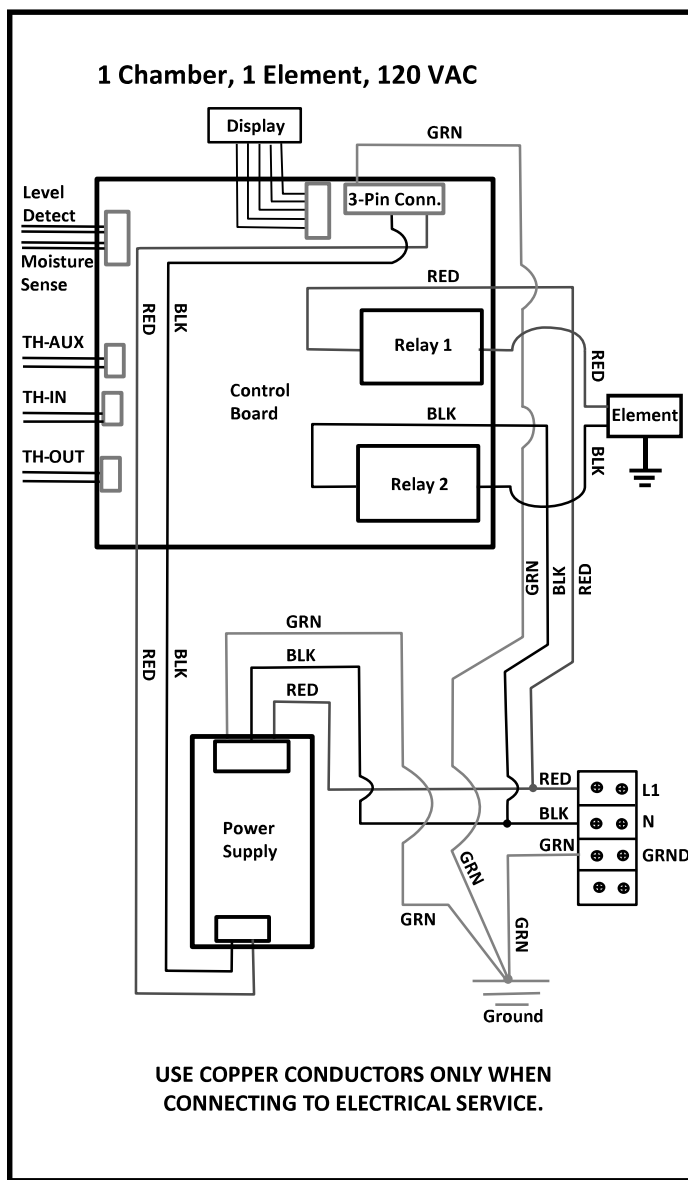 1 Chamber, 1 Element, 120 VAC
Display
GRN
Level
Detect
3-Pin Conn.
Moisture
Sense
RED
RED
BLK
TH-AUX
Relay 1
RED
TH-IN
Control
Board
BLK
Element
TH-OUT
BLK
Relay 2
GRN
BLK
RED
GRN
RED
BLK
BLK
RED
RED
L1
BLK
N
Power
Supply
GRN
GRND
GRN
GRN
GRN
Ground
USE COPPER CONDUCTORS ONLY WHEN
CONNECTING TO ELECTRICAL SERVICE.